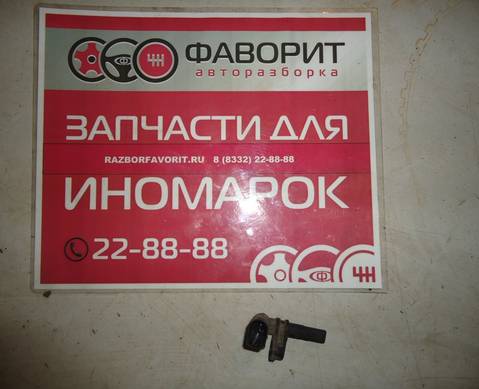 ФАВОРИТ
авторазборка
ЗАПЧАСТИ ДЛЯ
RAZBORFAVORIT.RU 8 (8332) 22-88-88
ИНОМАРОК
22-88-88